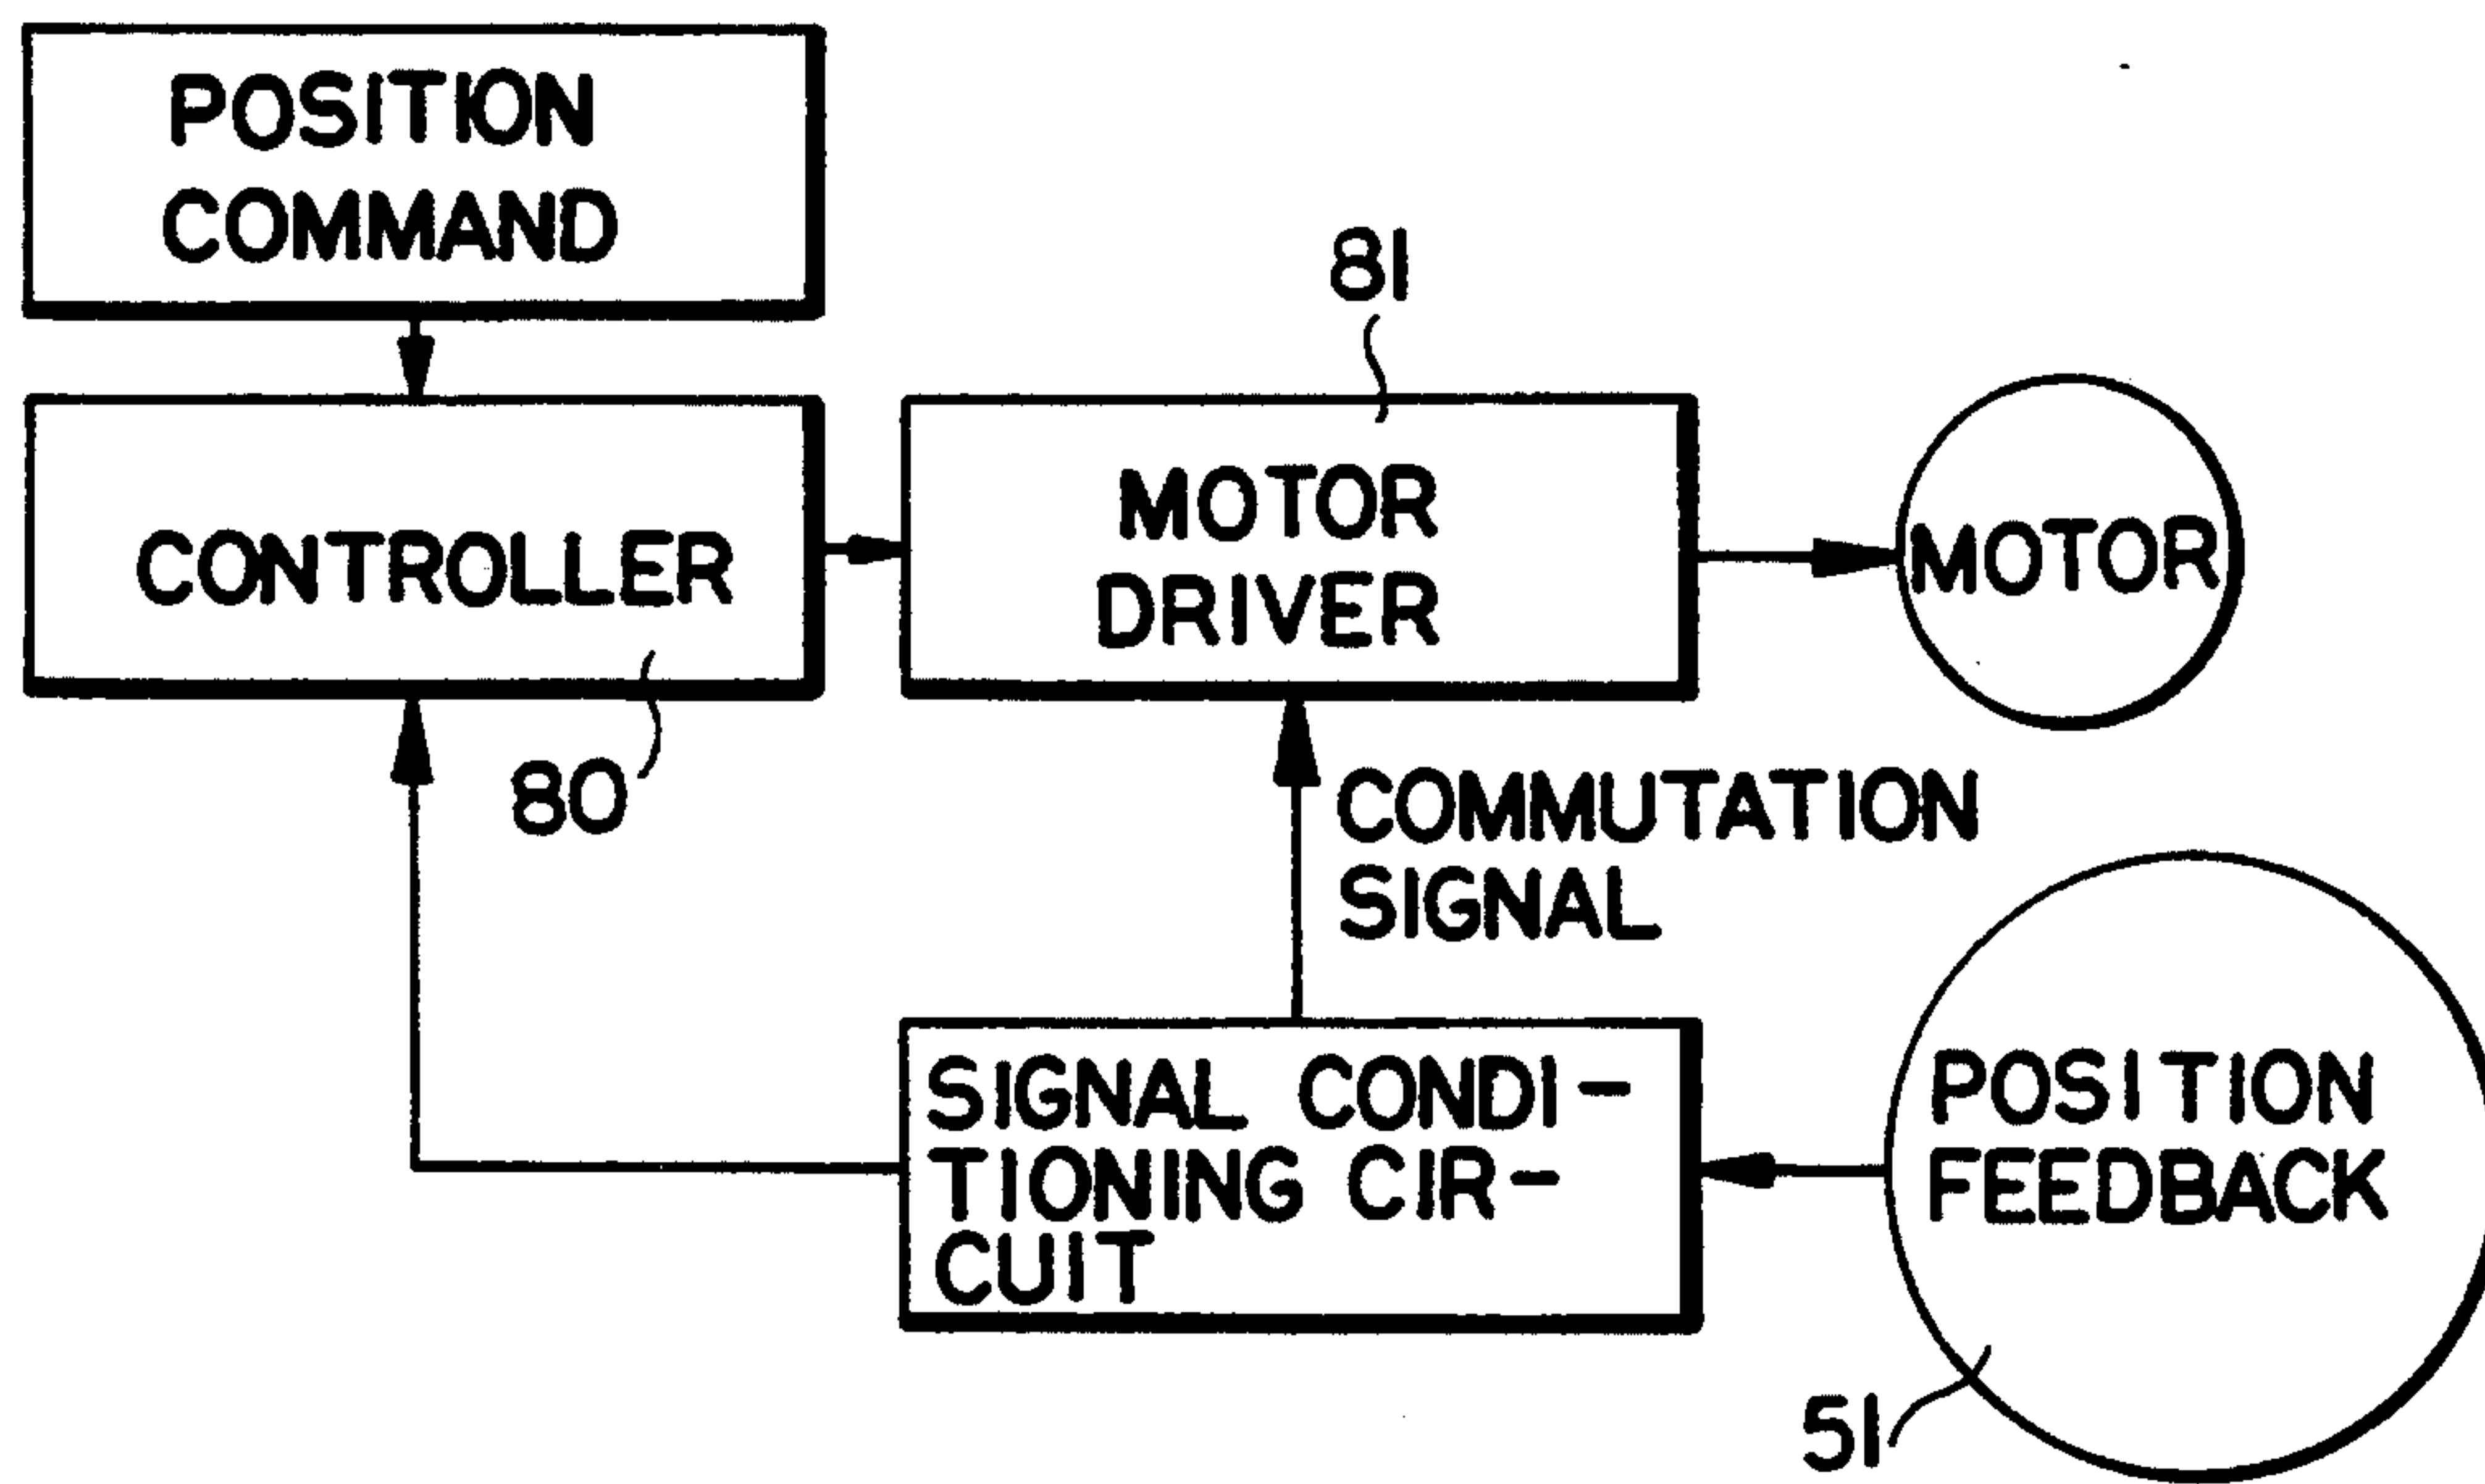 POSITION
COMMAND
81
CONTROLLER
MOTOR
DRIVER
MOTOR
80
COMMUTATION
SIGNAL
SIGNAL CONDI-
TIONING CIR-
CUIT
POSITION
FEEDBACK
51